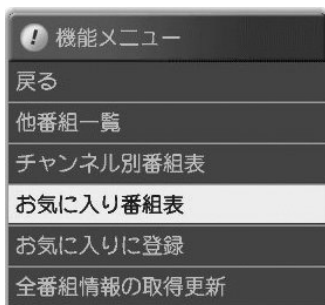 機能メニュー
戻る
他番組一覧
チャンネル別番組表
お気に入り番組表
お気に入りに登録
全番組情報の取得更新